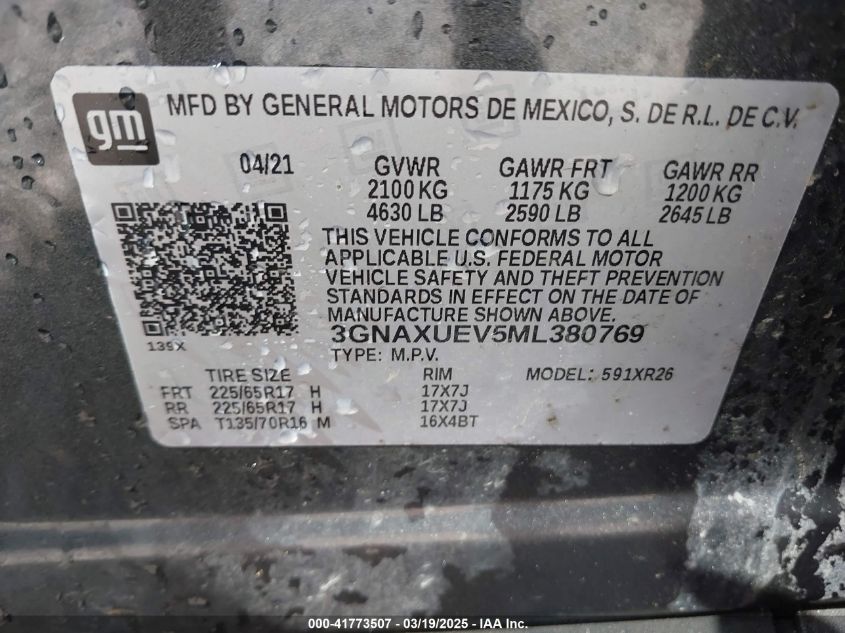 gm
MFD BY GENERAL MOTORS DE MEXICO, S. DE R.L. DE C.V.
04/21 GVWR GAWR FRT GAWR RR
2100 KG 1175 KG 1200 KG
4630 LB 2590 LB 2645 LB
THIS VEHICLE CONFORMS TO ALL
APPLICABLE U.S. FEDERAL MOTOR
VEHICLE SAFETY AND THEFT PREVENTION
STANDARDS IN EFFECT ON THE DATE OF
MANUFACTURE SHOWN ABOVE.
139X 3GNAXUEV5ML380769
TYPE: M.P.V.
TIRE SIZE RIM MODEL: 591XR26
FRT 225/65R17 H 17X7J
RR 225/65R17 H 17X7J
SPA T135/70R16 M 16X4BT
000-41773507 - 03/19/2025 - IAA Inc.